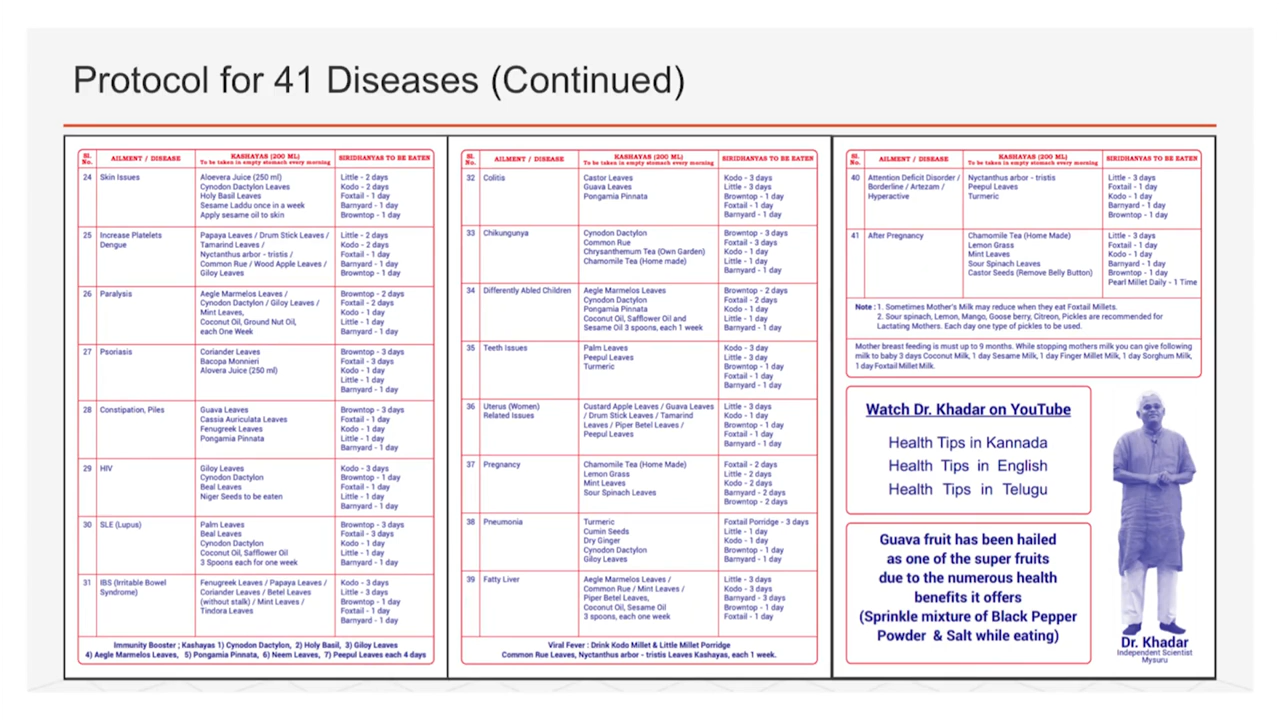 Protocol for 41 Diseases (Continued)
Sl. No. AILMENT / DISEASE KASHAYAS (200 ML) To be taken in empty stomach every morning SIRIDHANYAS TO BE EATEN
24 Skin Issues Aloevera Juice (250 ml) Little - 2 days
Cynodon Dactylon Leaves Kodo - 2 days
Holy Basil Leaves Foxtail - 1 day
Sesame Laddu once in a week Barnyard - 1 day
Apply sesame oil to skin Browntop - 1 day
25 Increase Platelets Papaya Leaves / Drum Stick Leaves / Little - 2 days
Dengue Tamarind Leaves / Kodo - 2 days
Nyctanthus arbor - tristis / Foxtail - 1 day
Common Rue / Wood Apple Leaves / Barnyard - 1 day
Giloy Leaves Browntop - 1 day
26 Paralysis Aegle Marmelos Leaves / Browntop - 2 days
Cynodon Dactylon / Giloy Leaves / Foxtail - 2 days
Mint Leaves, Kodo - 1 day
Coconut Oil, Ground Nut Oil, Little - 1 day
each One Week Barnyard - 1 day
27 Psoriasis Coriander Leaves Browntop - 3 days
Bacopa Monnieri Foxtail - 3 days
Alovera Juice (250 ml) Kodo - 1 day
Little - 1 day
Barnyard - 1 day
28 Constipation, Piles Guava Leaves Browntop - 3 days
Cassia Auriculata Leaves Foxtail - 1 day
Fenugreek Leaves Kodo - 1 day
Pongamia Pinnata Little - 1 day
Barnyard - 1 day
29 HIV Giloy Leaves Kodo - 3 days
Cynodon Dactylon Browntop - 1 day
Beal Leaves Foxtail - 1 day
Niger Seeds to be eaten Little - 1 day
Barnyard - 1 day
30 SLE (Lupus) Palm Leaves Browntop - 3 days
Beal Leaves Foxtail - 3 days
Cynodon Dactylon Kodo - 1 day
Coconut Oil, Safflower Oil Little - 1 day
3 Spoons each for one week Barnyard - 1 day
31 IBS (Irritable Bowel Fenugreek Leaves / Papaya Leaves / Kodo - 3 days
Syndrome) Coriander Leaves / Betel Leaves Little - 3 days
(without stalk) / Mint Leaves / Browntop - 1 day
Tindora Leaves Foxtail - 1 day
Barnyard - 1 day
Immunity Booster ; Kashayas 1) Cynodon Dactylon, 2) Holy Basil, 3) Giloy Leaves
4) Aegle Marmelos Leaves, 5) Pongamia Pinnata, 6) Neem Leaves, 7) Peepul Leaves each 4 days
Sl. No. AILMENT / DISEASE KASHAYAS (200 ML) To be taken in empty stomach every morning SIRIDHANYAS TO BE EATEN
32 Colitis Castor Leaves Kodo - 3 days
Guava Leaves Little - 3 days
Pongamia Pinnata Browntop - 1 day
Foxtail - 1 day
Barnyard - 1 day
33 Chikungunya Cynodon Dactylon Browntop - 3 days
Common Rue Foxtail - 3 days
Chrysanthemum Tea (Own Garden) Kodo - 1 day
Chamomile Tea (Home made) Little - 1 day
Barnyard - 1 day
34 Differently Abled Children Aegle Marmelos Leaves Browntop - 2 days
Cynodon Dactylon Foxtail - 2 days
Pongamia Pinnata Kodo - 1 day
Coconut Oil, Safflower Oil and Little - 1 day
Sesame Oil 3 spoons, each 1 week Barnyard - 1 day
35 Teeth Issues Palm Leaves Kodo - 3 day
Peepul Leaves Little - 3 day
Turmeric Browntop - 1 day
Foxtail - 1 day
Barnyard - 1 day
36 Uterus (Women) Custard Apple Leaves / Guava Leaves Little - 3 days
Related Issues / Drum Stick Leaves / Tamarind Kodo - 1 day
Leaves / Piper Betel Leaves / Browntop - 1 day
Peepul Leaves Foxtail - 1 day
Barnyard - 1 day
37 Pregnancy Chamomile Tea (Home Made) Foxtail - 2 days
Lemon Grass Little - 2 days
Mint Leaves Kodo - 2 days
Sour Spinach Leaves Barnyard - 2 days
Browntop - 2 days
38 Pneumonia Turmeric Foxtail Porridge - 3 days
Cumin Seeds Little - 1 day
Dry Ginger Kodo - 1 day
Cynodon Dactylon Browntop - 1 day
Giloy Leaves Barnyard - 1 day
39 Fatty Liver Aegle Marmelos Leaves / Little - 3 days
Common Rue / Mint Leaves / Kodo - 3 days
Piper Betel Leaves, Barnyard - 3 days
Coconut Oil, Sesame Oil Browntop - 1 day
3 spoons, each one week Foxtail - 1 day
Viral Fever : Drink Kodo Millet & Little Millet Porridge
Common Rue Leaves, Nyctanthus arbor - tristis Leaves Kashayas, each 1 week.
Sl. No. AILMENT / DISEASE KASHAYAS (200 ML) To be taken in empty stomach every morning SIRIDHANYAS TO BE EATEN
40 Attention Deficit Disorder / Nyctanthus arbor - tristis Little - 3 days
Borderline / Artezam / Peepul Leaves Foxtail - 1 day
Hyperactive Turmeric Kodo - 1 day
Barnyard - 1 day
Browntop - 1 day
41 After Pregnancy Chamomile Tea (Home Made) Little - 3 days
Lemon Grass Foxtail - 1 day
Mint Leaves Kodo - 1 day
Sour Spinach Leaves Barnyard - 1 day
Castor Seeds (Remove Belly Button) Browntop - 1 day
Pearl Millet Daily - 1 Time
Note : 1. Sometimes Mother's Milk may reduce when they eat Foxtail Millets.
2. Sour spinach, Lemon, Mango, Goose berry, Citreon, Pickles are recommended for
Lactating Mothers. Each day one type of pickles to be used.
Mother breast feeding is must up to 9 months. While stopping mothers milk you can give following
milk to baby 3 days Coconut Milk, 1 day Sesame Milk, 1 day Finger Millet Milk, 1 day Sorghum Milk,
1 day Foxtail Millet Milk.
Watch Dr. Khadar on YouTube
Health Tips in Kannada
Health Tips in English
Health Tips in Telugu
Guava fruit has been hailed
as one of the super fruits
due to the numerous health
benefits it offers
(Sprinkle mixture of Black Pepper
Powder & Salt while eating)
Dr. Khadar
Independent Scientist
Mysuru